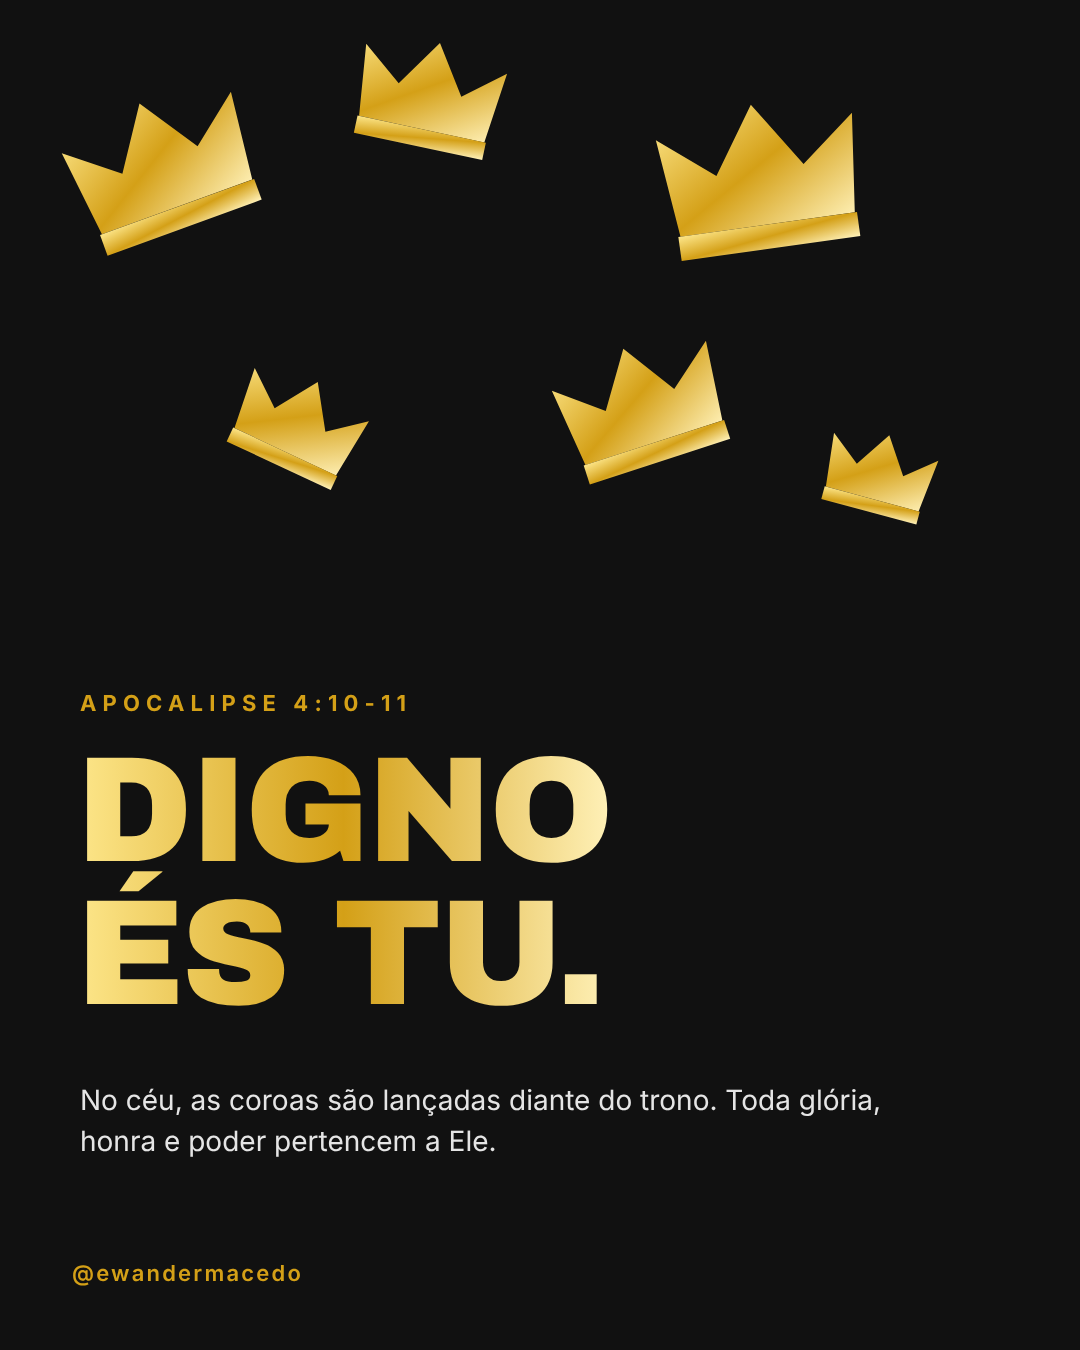 APOCALIPSE 4:10-11
DIGNO
ÉS TU.
No céu, as coroas são lançadas diante do trono. Toda glória,
honra e poder pertencem a Ele.
@ewandermacedo